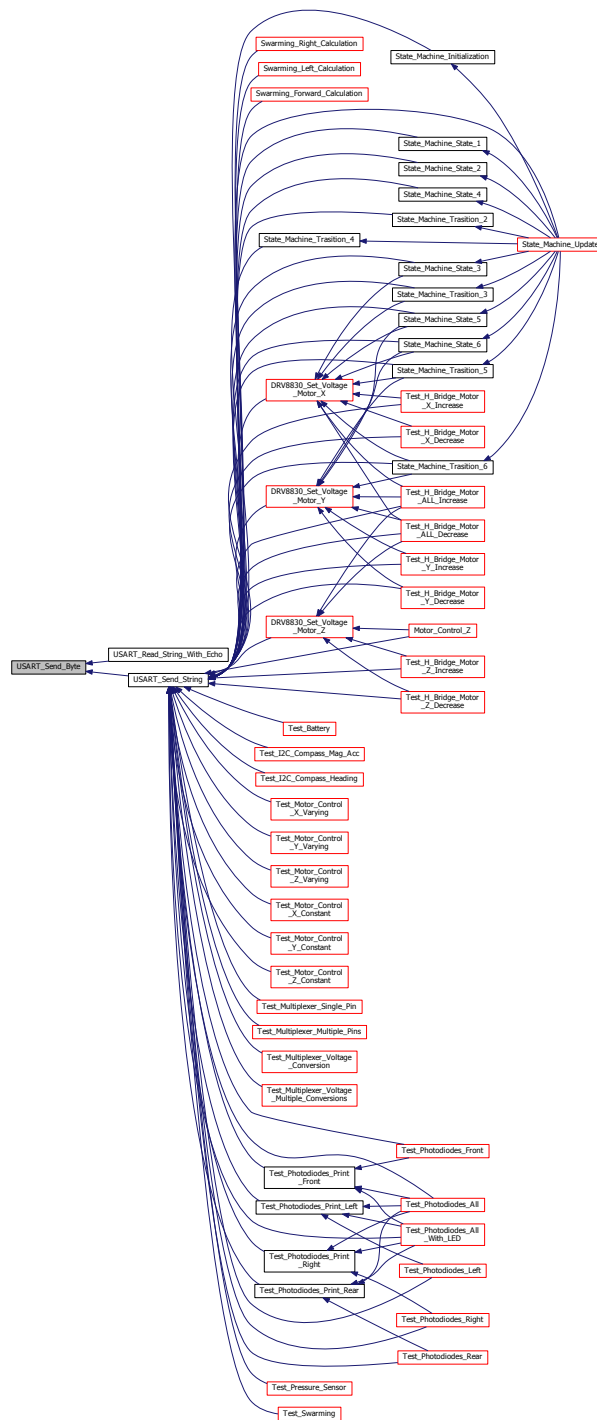 Swarming_Right_Calculation
State_Machine_Initialization
Swarming_Left_Calculation
Swarming_Forward_Calculation
State_Machine_State_1
State_Machine_State_2
State_Machine_State_4
State_Machine_Trasition_2
State_Machine_Trasition_4
State_Machine_Update
State_Machine_State_3
State_Machine_Trasition_3
State_Machine_State_5
State_Machine_State_6
State_Machine_Trasition_5
DRV8830_Set_Voltage
_Motor_X
Test_H_Bridge_Motor
_X_Increase
Test_H_Bridge_Motor
_X_Decrease
State_Machine_Trasition_6
DRV8830_Set_Voltage
_Motor_Y
Test_H_Bridge_Motor
_ALL_Increase
Test_H_Bridge_Motor
_ALL_Decrease
Test_H_Bridge_Motor
_Y_Increase
Test_H_Bridge_Motor
_Y_Decrease
DRV8830_Set_Voltage
_Motor_Z
Motor_Control_Z
USART_Read_String_With_Echo
USART_Send_Byte
USART_Send_String
Test_H_Bridge_Motor
_Z_Increase
Test_H_Bridge_Motor
_Z_Decrease
Test_Battery
Test_I2C_Compass_Mag_Acc
Test_I2C_Compass_Heading
Test_Motor_Control
_X_Varying
Test_Motor_Control
_Y_Varying
Test_Motor_Control
_Z_Varying
Test_Motor_Control
_X_Constant
Test_Motor_Control
_Y_Constant
Test_Motor_Control
_Z_Constant
Test_Multiplexer_Single_Pin
Test_Multiplexer_Multiple_Pins
Test_Multiplexer_Voltage
_Conversion
Test_Multiplexer_Voltage
_Multiple_Conversions
Test_Photodiodes_Front
Test_Photodiodes_Print
_Front
Test_Photodiodes_Print_Left
Test_Photodiodes_All
Test_Photodiodes_All
_With_LED
Test_Photodiodes_Print
_Right
Test_Photodiodes_Left
Test_Photodiodes_Print_Rear
Test_Photodiodes_Right
Test_Photodiodes_Rear
Test_Pressure_Sensor
Test_Swarming